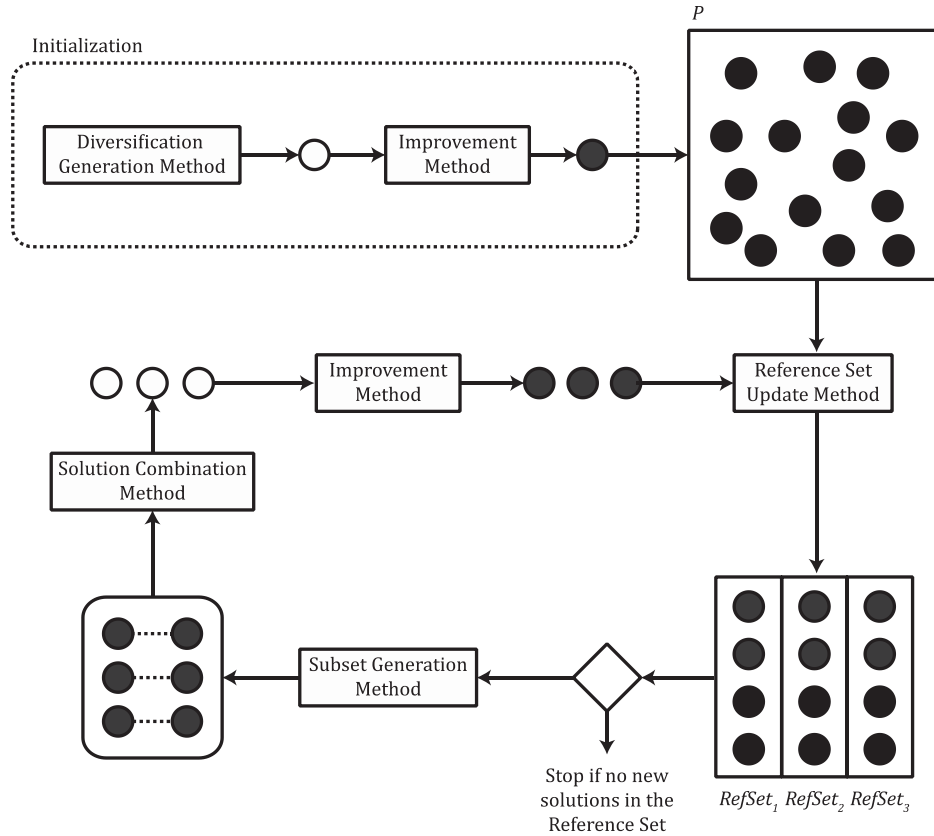 P
Initialization
Diversification
Generation Method
Improvement
Method
Improvement
Method
Reference Set
Update Method
Solution Combination
Method
Subset Generation
Method
Stop if no new
solutions in the
Reference Set
RefSet₁ RefSet₂ RefSet₃